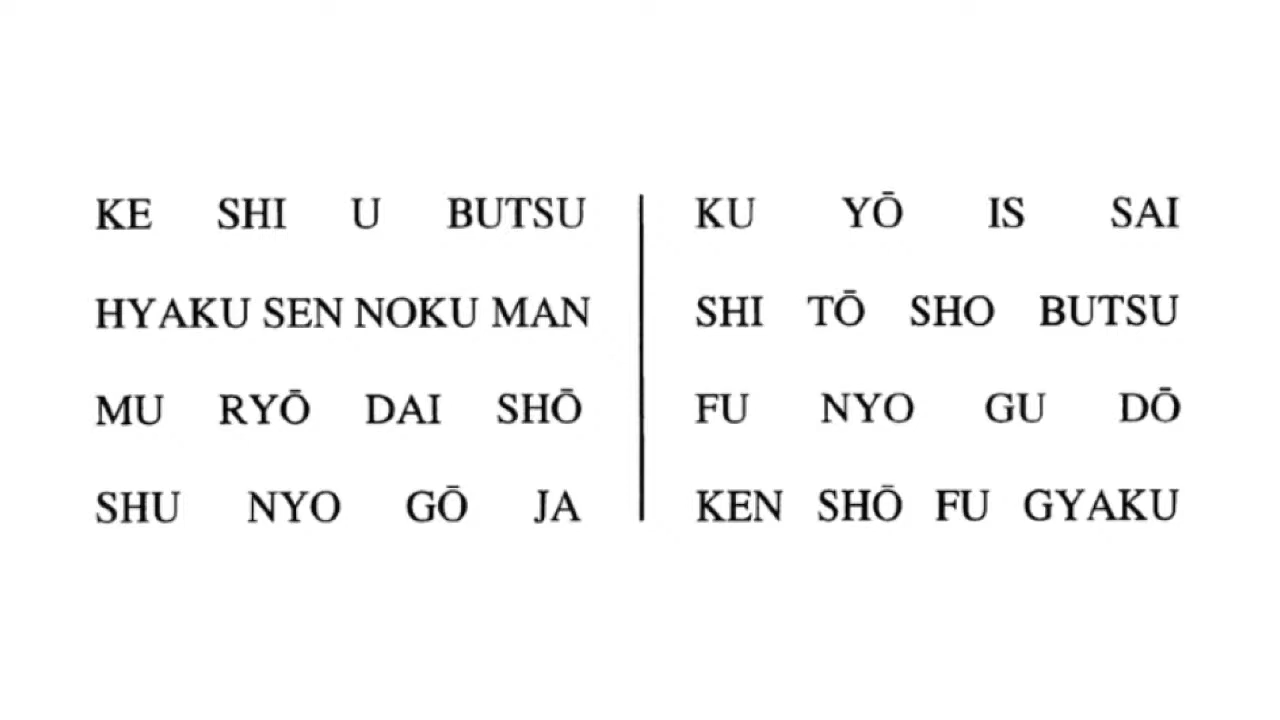 KE SHI U BUTSU
HYAKU SEN NOKU MAN
MU RYŌ DAI SHŌ
SHU NYO GŌ JA
KU YŌ IS SAI
SHI TŌ SHO BUTSU
FU NYO GU DŌ
KEN SHŌ FU GYAKU